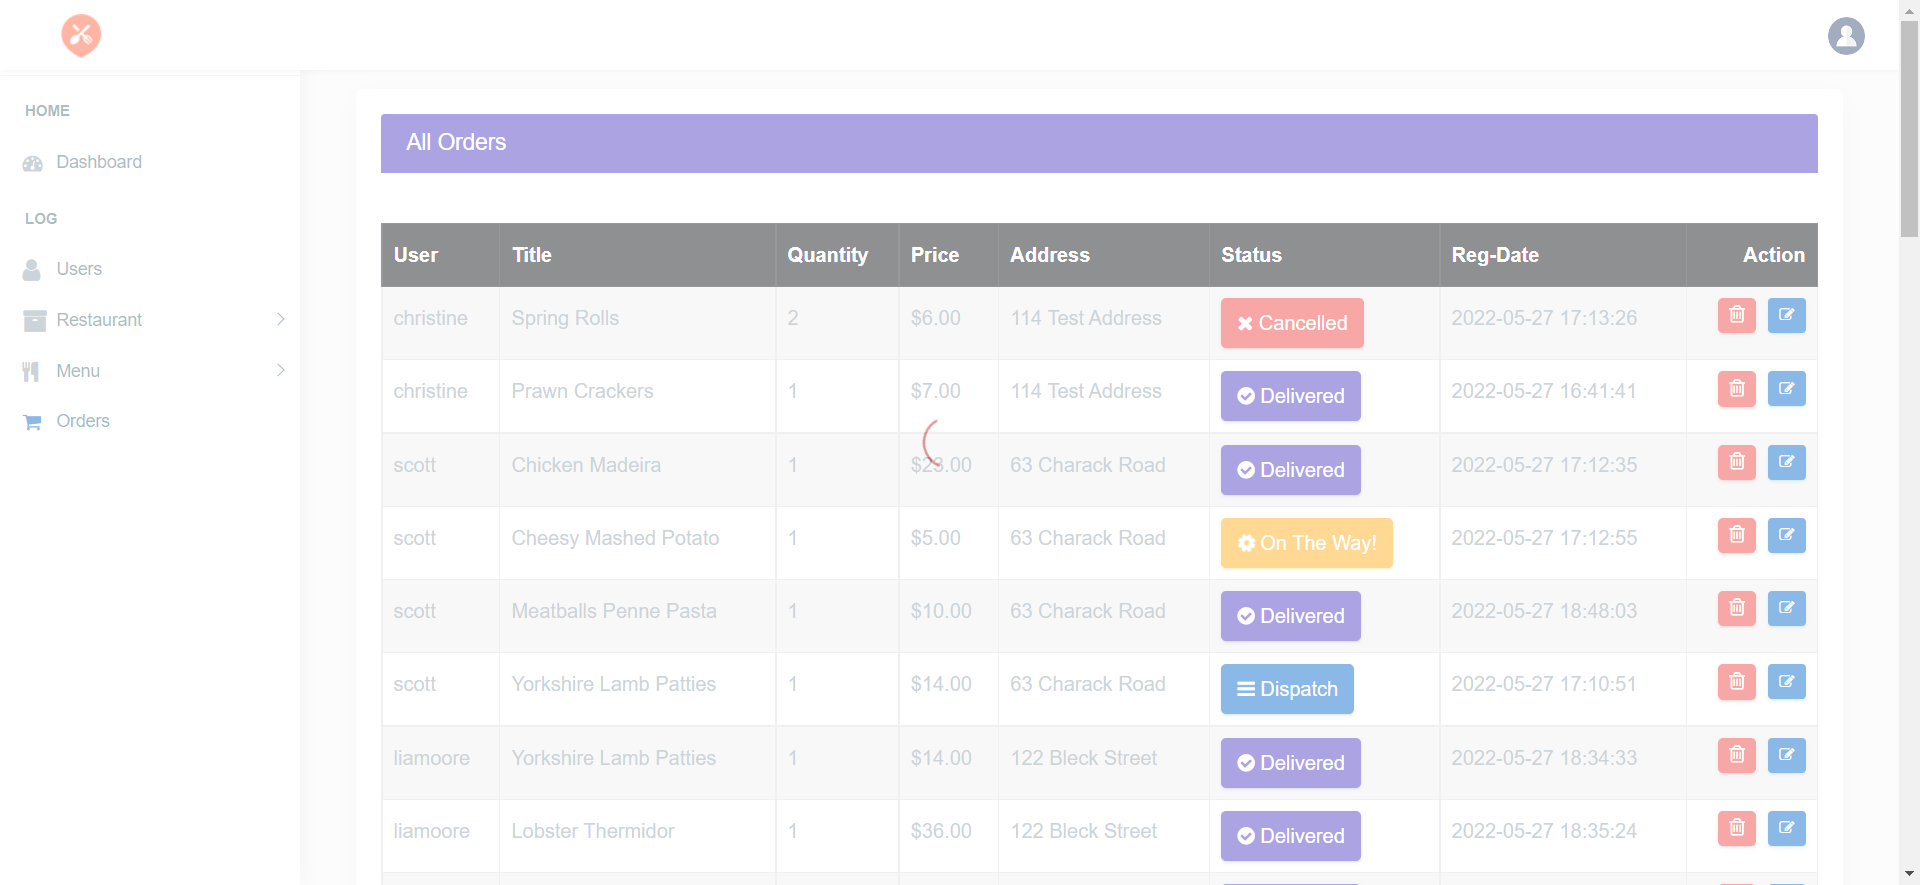 HOME
Dashboard
LOG
Users
Restaurant
Menu
Orders
All Orders
User Title Quantity Price Address Status Reg-Date Action
christine Spring Rolls 2 $6.00 114 Test Address Cancelled 2022-05-27 17:13:26
christine Prawn Crackers 1 $7.00 114 Test Address Delivered 2022-05-27 16:41:41
scott Chicken Madeira 1 $23.00 63 Charack Road Delivered 2022-05-27 17:12:35
scott Cheesy Mashed Potato 1 $5.00 63 Charack Road On The Way! 2022-05-27 17:12:55
scott Meatballs Penne Pasta 1 $10.00 63 Charack Road Delivered 2022-05-27 18:48:03
scott Yorkshire Lamb Patties 1 $14.00 63 Charack Road Dispatch 2022-05-27 17:10:51
liamoore Yorkshire Lamb Patties 1 $14.00 122 Bleck Street Delivered 2022-05-27 18:34:33
liamoore Lobster Thermidor 1 $36.00 122 Bleck Street Delivered 2022-05-27 18:35:24